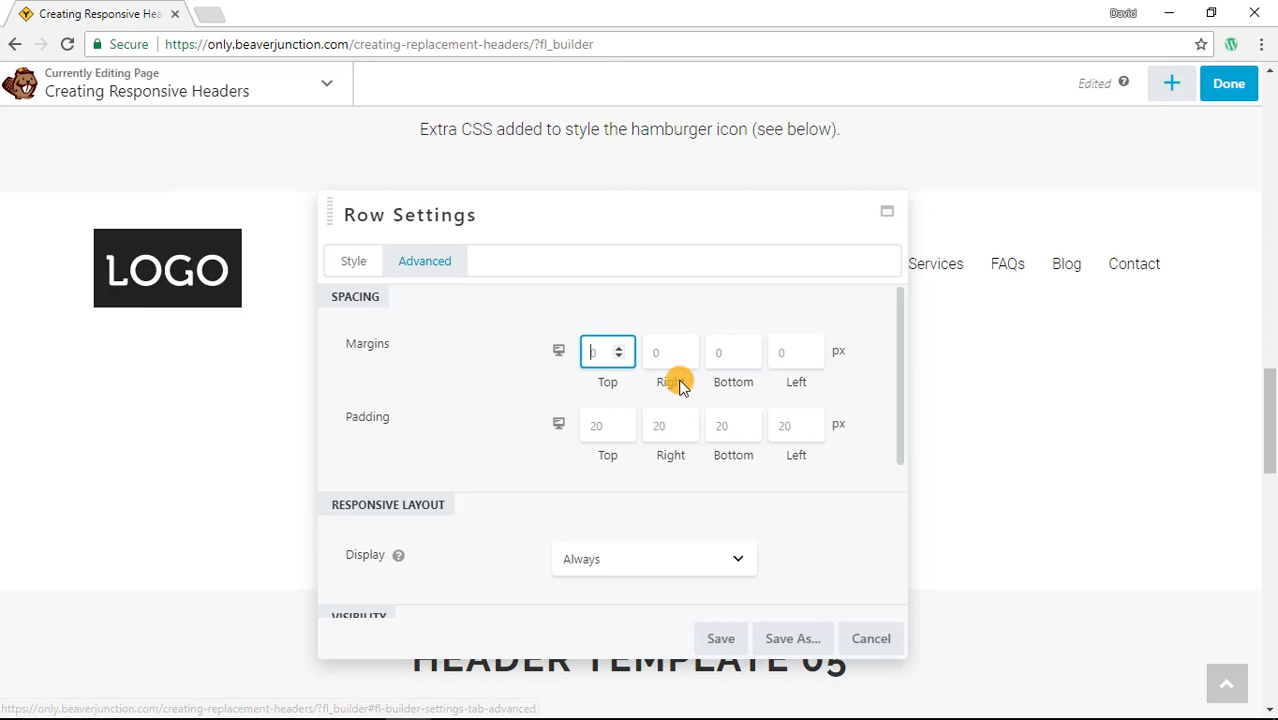 Creating Responsive Hea
David
Secure
https://only.beaverjunction.com/creating-replacement-headers/?fl_builder
Currently Editing Page
Creating Responsive Headers
Edited
Done
Extra CSS added to style the hamburger icon (see below).
LOGO
Services
FAQs
Blog
Contact
Row Settings
Style
Advanced
SPACING
Margins
0
0
0
0
px
Top
Right
Bottom
Left
Padding
20
20
20
20
px
Top
Right
Bottom
Left
RESPONSIVE LAYOUT
Display
Always
VISIBILITY
Save
Save As...
Cancel
HEADER TEMPLATE 05
https://only.beaverjunction.com/creating-replacement-headers/?fl_builder#fl-builder-settings-tab-advanced